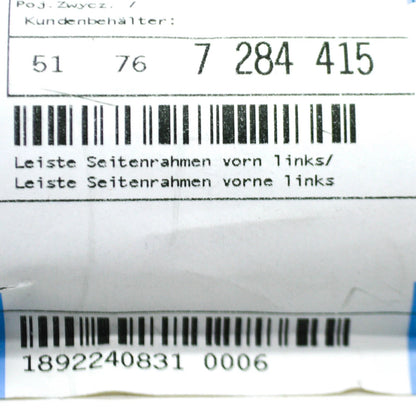 Poj.Zwycz. /
Kundenbehälter:
51 76 7 284 415
Leiste Seitenrahmen vorn links/
Leiste Seitenrahmen vorne links
1892240831 0006